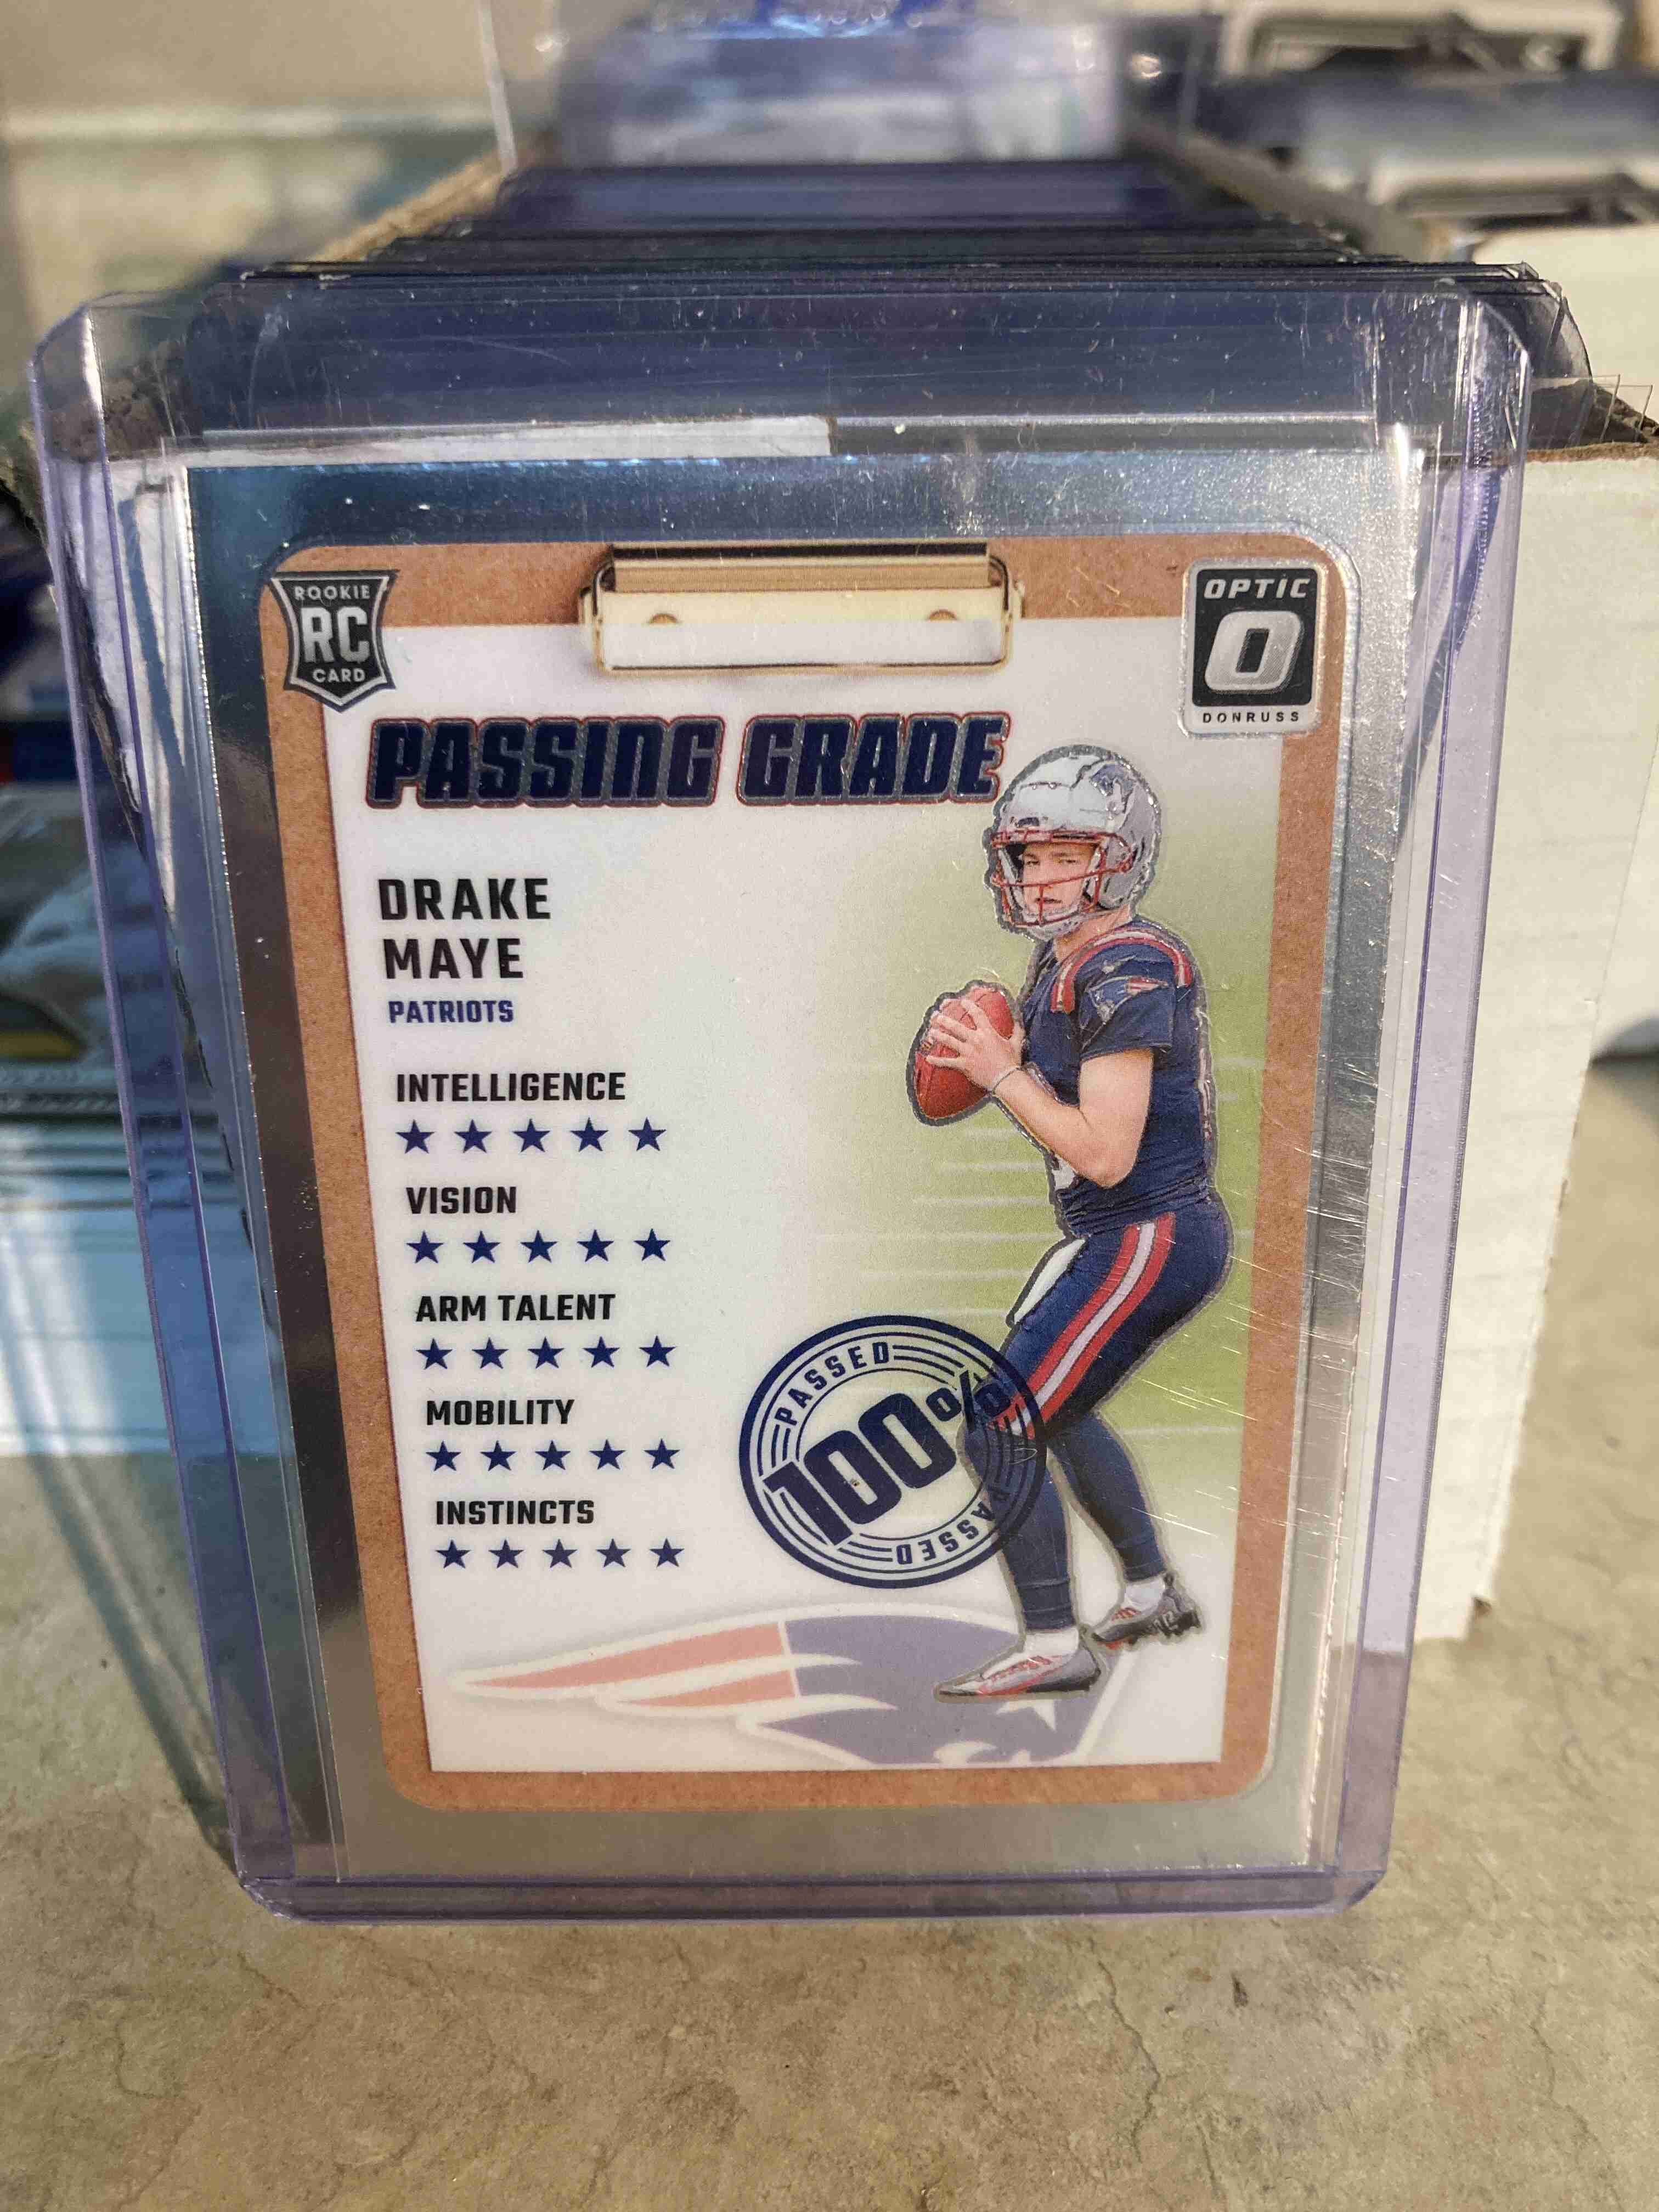 ROOKIE
RC
CARD
OPTIC
O
DONRUSS
PASSING GRADE
DRAKE
MAYE
PATRIOTS
INTELLIGENCE
★ ★ ★ ★ ★
VISION
★ ★ ★ ★ ★
ARM TALENT
★ ★ ★ ★ ★
MOBILITY
★ ★ ★ ★ ★
INSTINCTS
★ ★ ★ ★ ★
PASSED
100%
PASSED